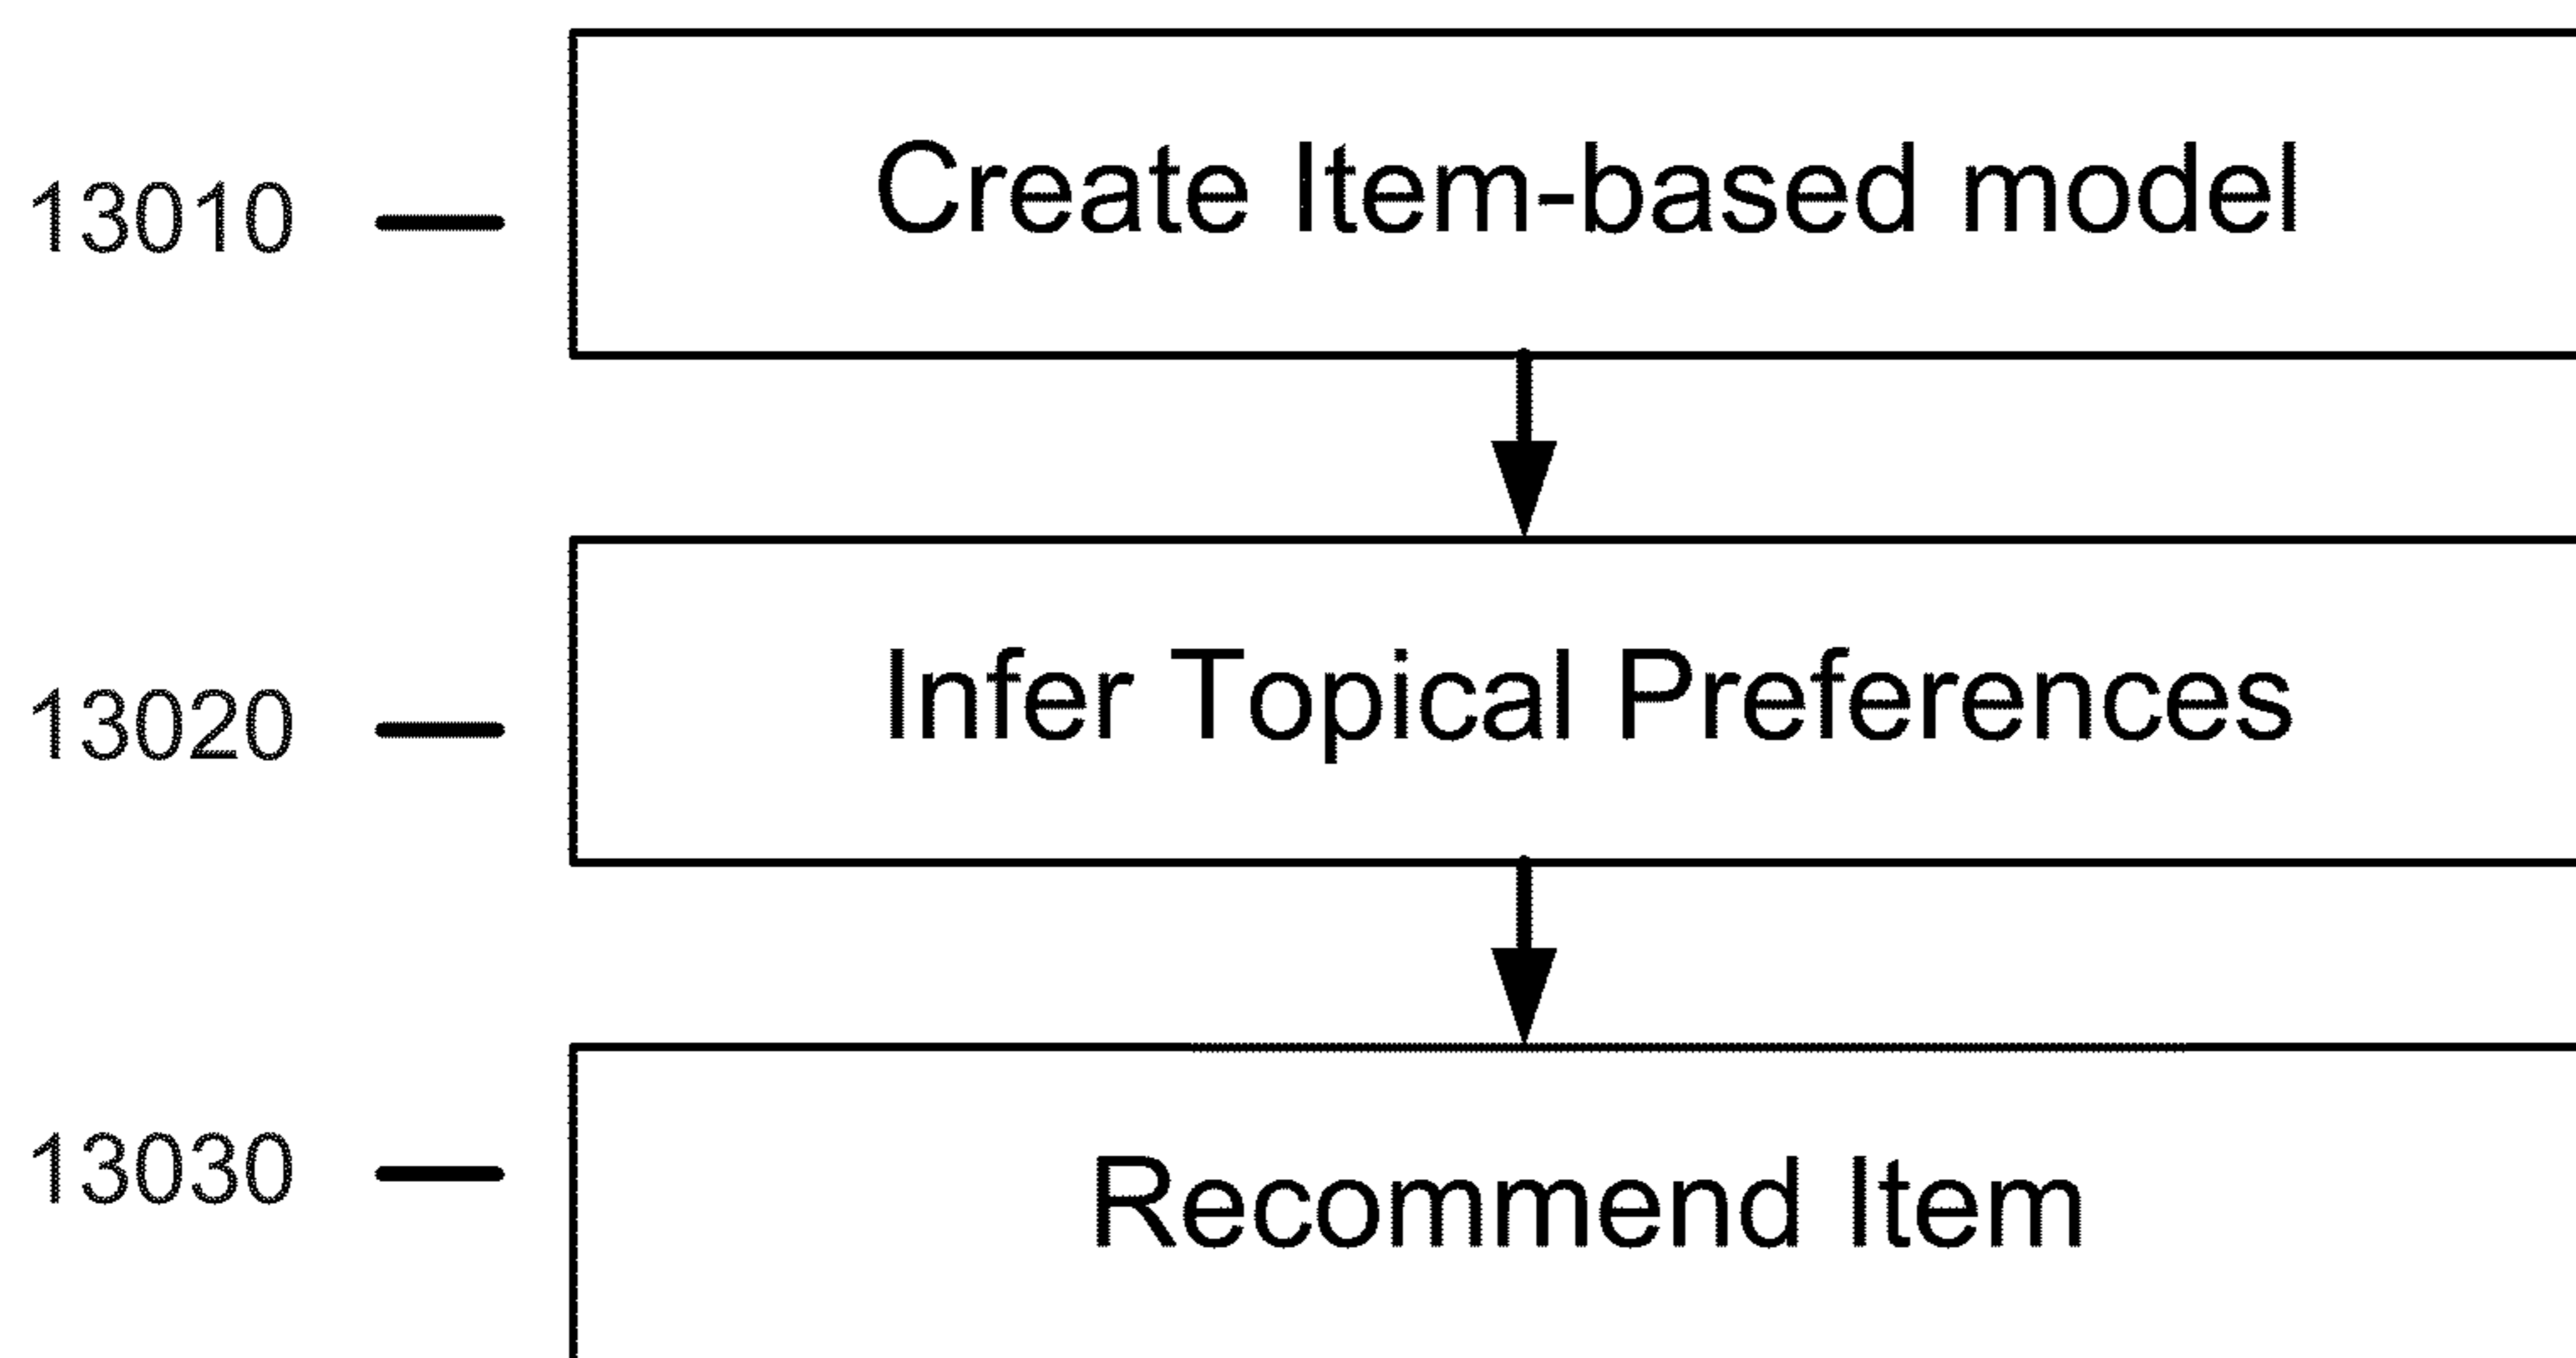 13010 Create Item-based model
13020 Infer Topical Preferences
13030 Recommend Item